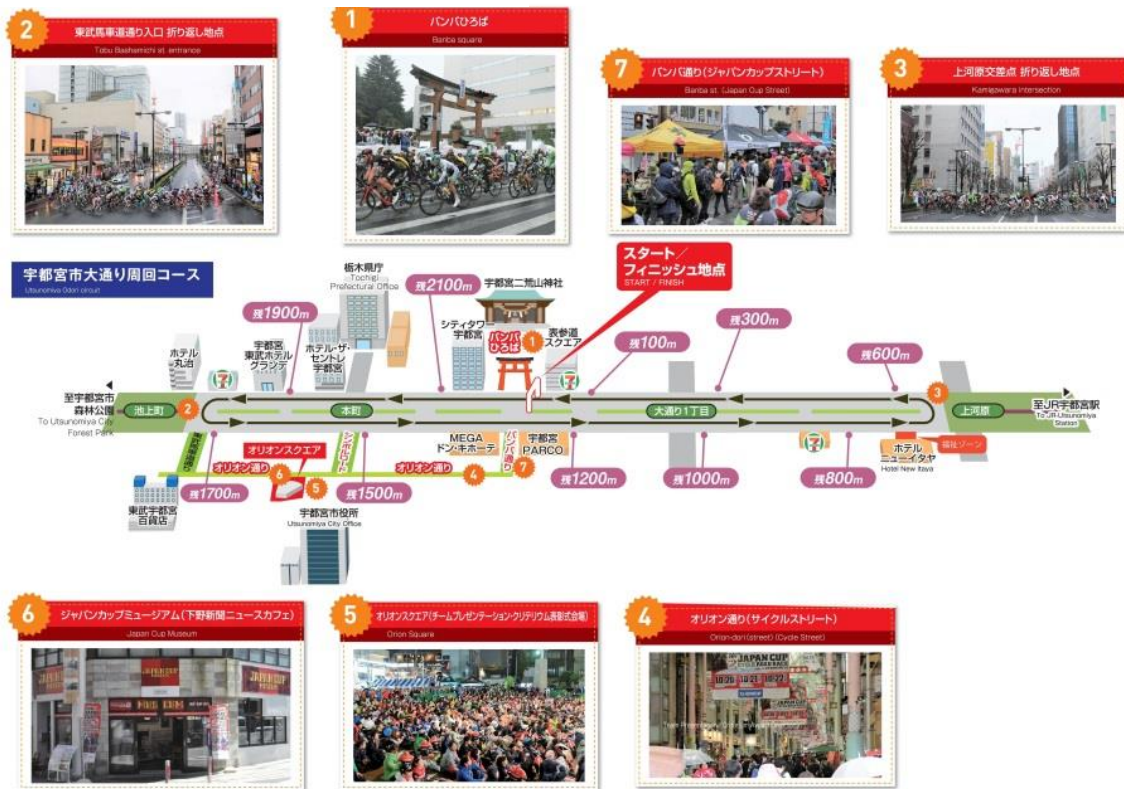 2
東武馬車道通り入口 折り返し地点
Tobu Bashamichi st. entrance
1
バンバひろば
Banba square
7
バンバ通り(ジャパンカップストリート)
Banba st. (Japan Cup Street)
3
上河原交差点 折り返し地点
Kamigawara Intersection
宇都宮市大通り周回コース
Utsunomiya Odori circuit
スタート/
フィニッシュ地点
START / FINISH
栃木県庁
Tochigi
Prefectural Office
残2100m
宇都宮二荒山神社
残1900m
シティタワー
宇都宮
バンバ
ひろば
1
表参道
スクエア
残100m
残300m
残600m
ホテル
丸治
宇都宮
東武ホテル
グランデ
ホテル・ザ・
セントレ
宇都宮
至宇都宮市
森林公園
To Utsunomiya City
Forest Park
池上町
2
本町
大通り1丁目
3
上河原
至JR宇都宮駅
To JR-Utsunomiya
Station
東武馬車道通り
オリオンスクエア
シンボルロード
MEGA
ドン・キホーテ
バンバ通り
宇都宮
PARCO
ホテル
ニューイタヤ
Hotel New Itaya
福祉ゾーン
オリオン通り
6
5
オリオン通り
4
7
残1700m
残1500m
残1200m
残1000m
残800m
東武宇都宮
百貨店
宇都宮市役所
Utsunomiya City Office
6
ジャパンカップミュージアム(下野新聞ニュースカフェ)
Japan Cup Museum
5
オリオンスクエア(チームプレゼンテーション・クリテリウム表彰式会場)
Orion Square
4
オリオン通り(サイクルストリート)
Orion-dori(street) (Cycle Street)
JAPAN CUP